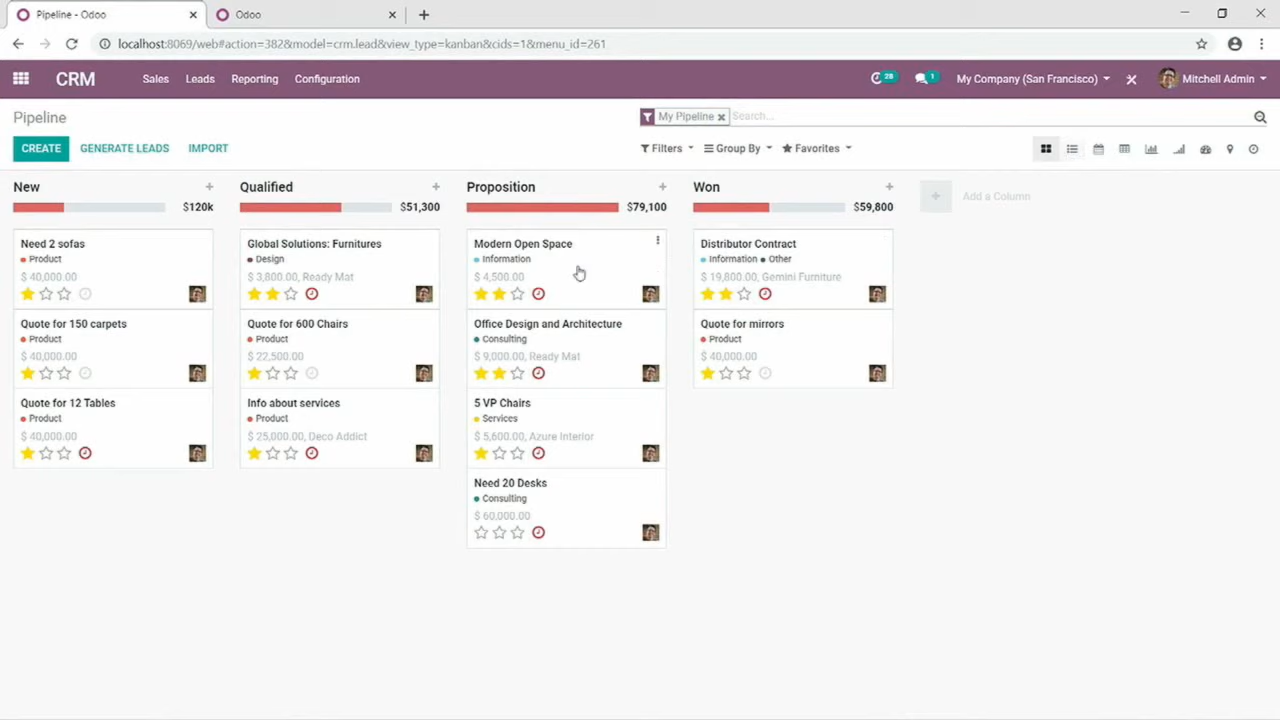 Pipeline - Odoo
Odoo
localhost:8069/web#action=382&model=crm.lead&view_type=kanban&cids=1&menu_id=261
CRM Sales Leads Reporting Configuration 28 1 My Company (San Francisco) Mitchell Admin
Pipeline
My Pipeline Search...
CREATE GENERATE LEADS IMPORT
Filters Group By Favorites
New
$120k
Need 2 sofas
Product
$ 40,000.00
Quote for 150 carpets
Product
$ 40,000.00
Quote for 12 Tables
Product
$ 40,000.00
Qualified
$51,300
Global Solutions: Furnitures
Design
$ 3,800.00, Ready Mat
Quote for 600 Chairs
Product
$ 22,500.00
Info about services
Product
$ 25,000.00, Deco Addict
Proposition
$79,100
Modern Open Space
Information
$ 4,500.00
Office Design and Architecture
Consulting
$ 9,000.00, Ready Mat
5 VP Chairs
Services
$ 5,600.00, Azure Interior
Need 20 Desks
Consulting
$ 60,000.00
Won
$59,800
Distributor Contract
Information Other
$ 19,800.00, Gemini Furniture
Quote for mirrors
Product
$ 40,000.00
Add a Column